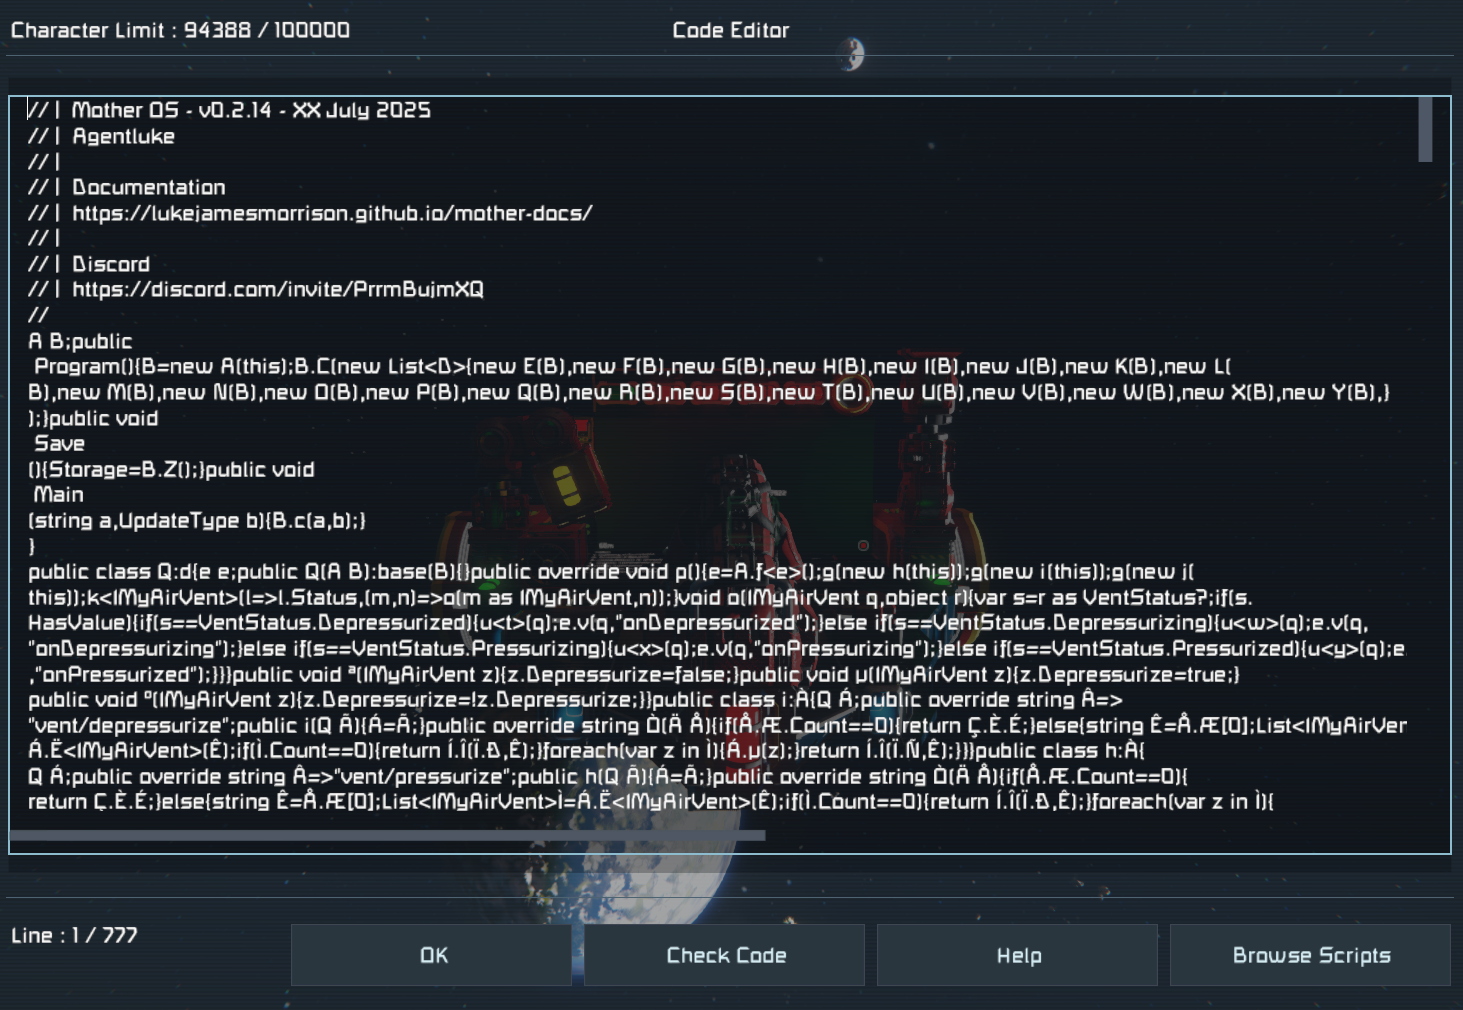 Character Limit : 94388 / 100000
Code Editor
// | Mother OS - v0.2.14 - XX July 2025
// | Agentluke
// |
// | Documentation
// | https://lukejamesmorrison.github.io/mother-docs/
// |
// | Discord
// | https://discord.com/invite/PrrmBujmXQ
//
A B;public
Program(){B=new A(this);B.C(new List<D>{new E(B),new F(B),new G(B),new H(B),new I(B),new J(B),new K(B),new L(
B),new M(B),new N(B),new O(B),new P(B),new Q(B),new R(B),new S(B),new T(B),new U(B),new V(B),new W(B),new X(B),new Y(B),}
);}public void
Save
(){Storage=B.Z();}public void
Main
(string a,UpdateType b){B.c(a,b);}
}
public class Q:d{e e;public Q(A B):base(B){}public override void p(){e=A.f<e>();g(new h(this));g(new i(this));g(new j(
this));k<IMyAirVent>(l=>l.Status,(m,n)=>o(m as IMyAirVent,n));}void o(IMyAirVent q,object r){var s=r as VentStatus?;if(s.
HasValue){if(s==VentStatus.Depressurized){u<t>(q);e.v(q,"onDepressurized");}else if(s==VentStatus.Depressurizing){u<w>(q);e.v(q,
"onDepressurizing");}else if(s==VentStatus.Pressurizing){u<x>(q);e.v(q,"onPressurizing");}else if(s==VentStatus.Pressurized){u<y>(q);e.
,"onPressurized");}}}public void ª(IMyAirVent z){z.Depressurize=false;}public void µ(IMyAirVent z){z.Depressurize=true;}
public void º(IMyAirVent z){z.Depressurize=!z.Depressurize;}}public class i:À{Q Á;public override string Â=>
"vent/depressurize";public i(Q Ã){Á=Ã;}public override string Ò(Ä Å){if(Å.Æ.Count==0){return Ç.È.É;}else{string Ê=Å.Æ[0];List<IMyAirVer
Á.Ë<IMyAirVent>(Ê);if(Ì.Count==0){return Í.Î(Ï.Ð,Ê);}foreach(var z in Ì){Á.µ(z);}return Í.Î(Ï.Ñ,Ê);}}}public class h:À{
Q Á;public override string Â=>"vent/pressurize";public h(Q Ã){Á=Ã;}public override string Ò(Ä Å){if(Å.Æ.Count==0){
return Ç.È.É;}else{string Ê=Å.Æ[0];List<IMyAirVent>Ì=Á.Ë<IMyAirVent>(Ê);if(Ì.Count==0){return Í.Î(Ï.Ð,Ê);}foreach(var z in Ì){
Line : 1 / 777
OK
Check Code
Help
Browse Scripts